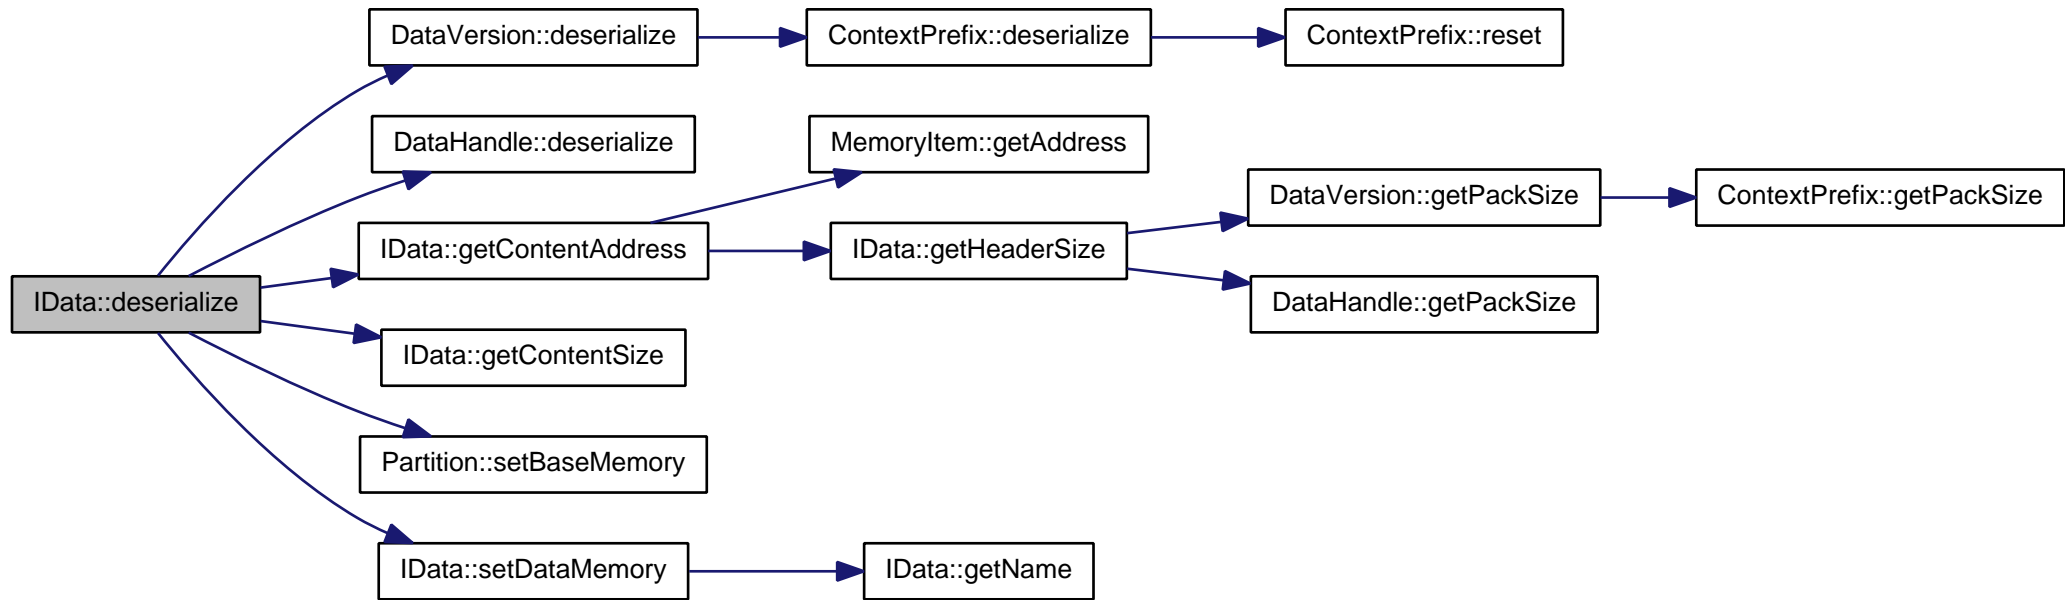 DataVersion::deserialize
ContextPrefix::deserialize
ContextPrefix::reset
DataHandle::deserialize
MemoryItem::getAddress
DataVersion::getPackSize
ContextPrefix::getPackSize
IData::getContentAddress
IData::getHeaderSize
IData::deserialize
DataHandle::getPackSize
IData::getContentSize
Partition::setBaseMemory
IData::setDataMemory
IData::getName